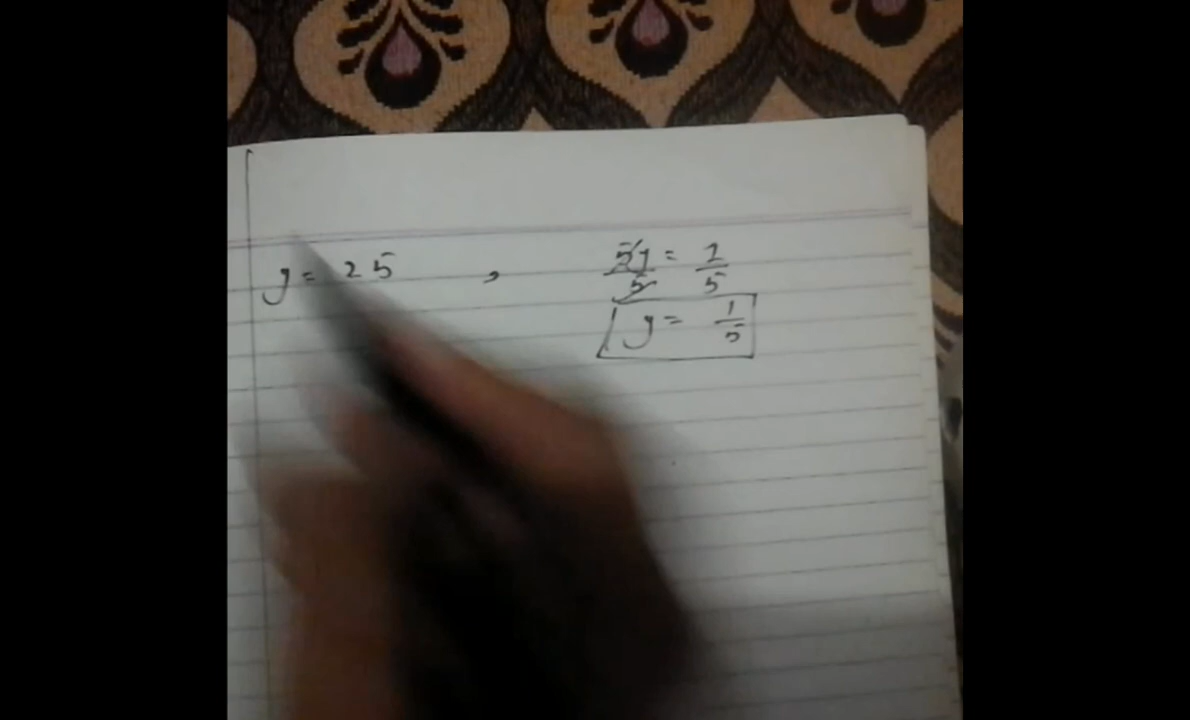 y = 25 , 5y/5 = 1/5
y = 1/5